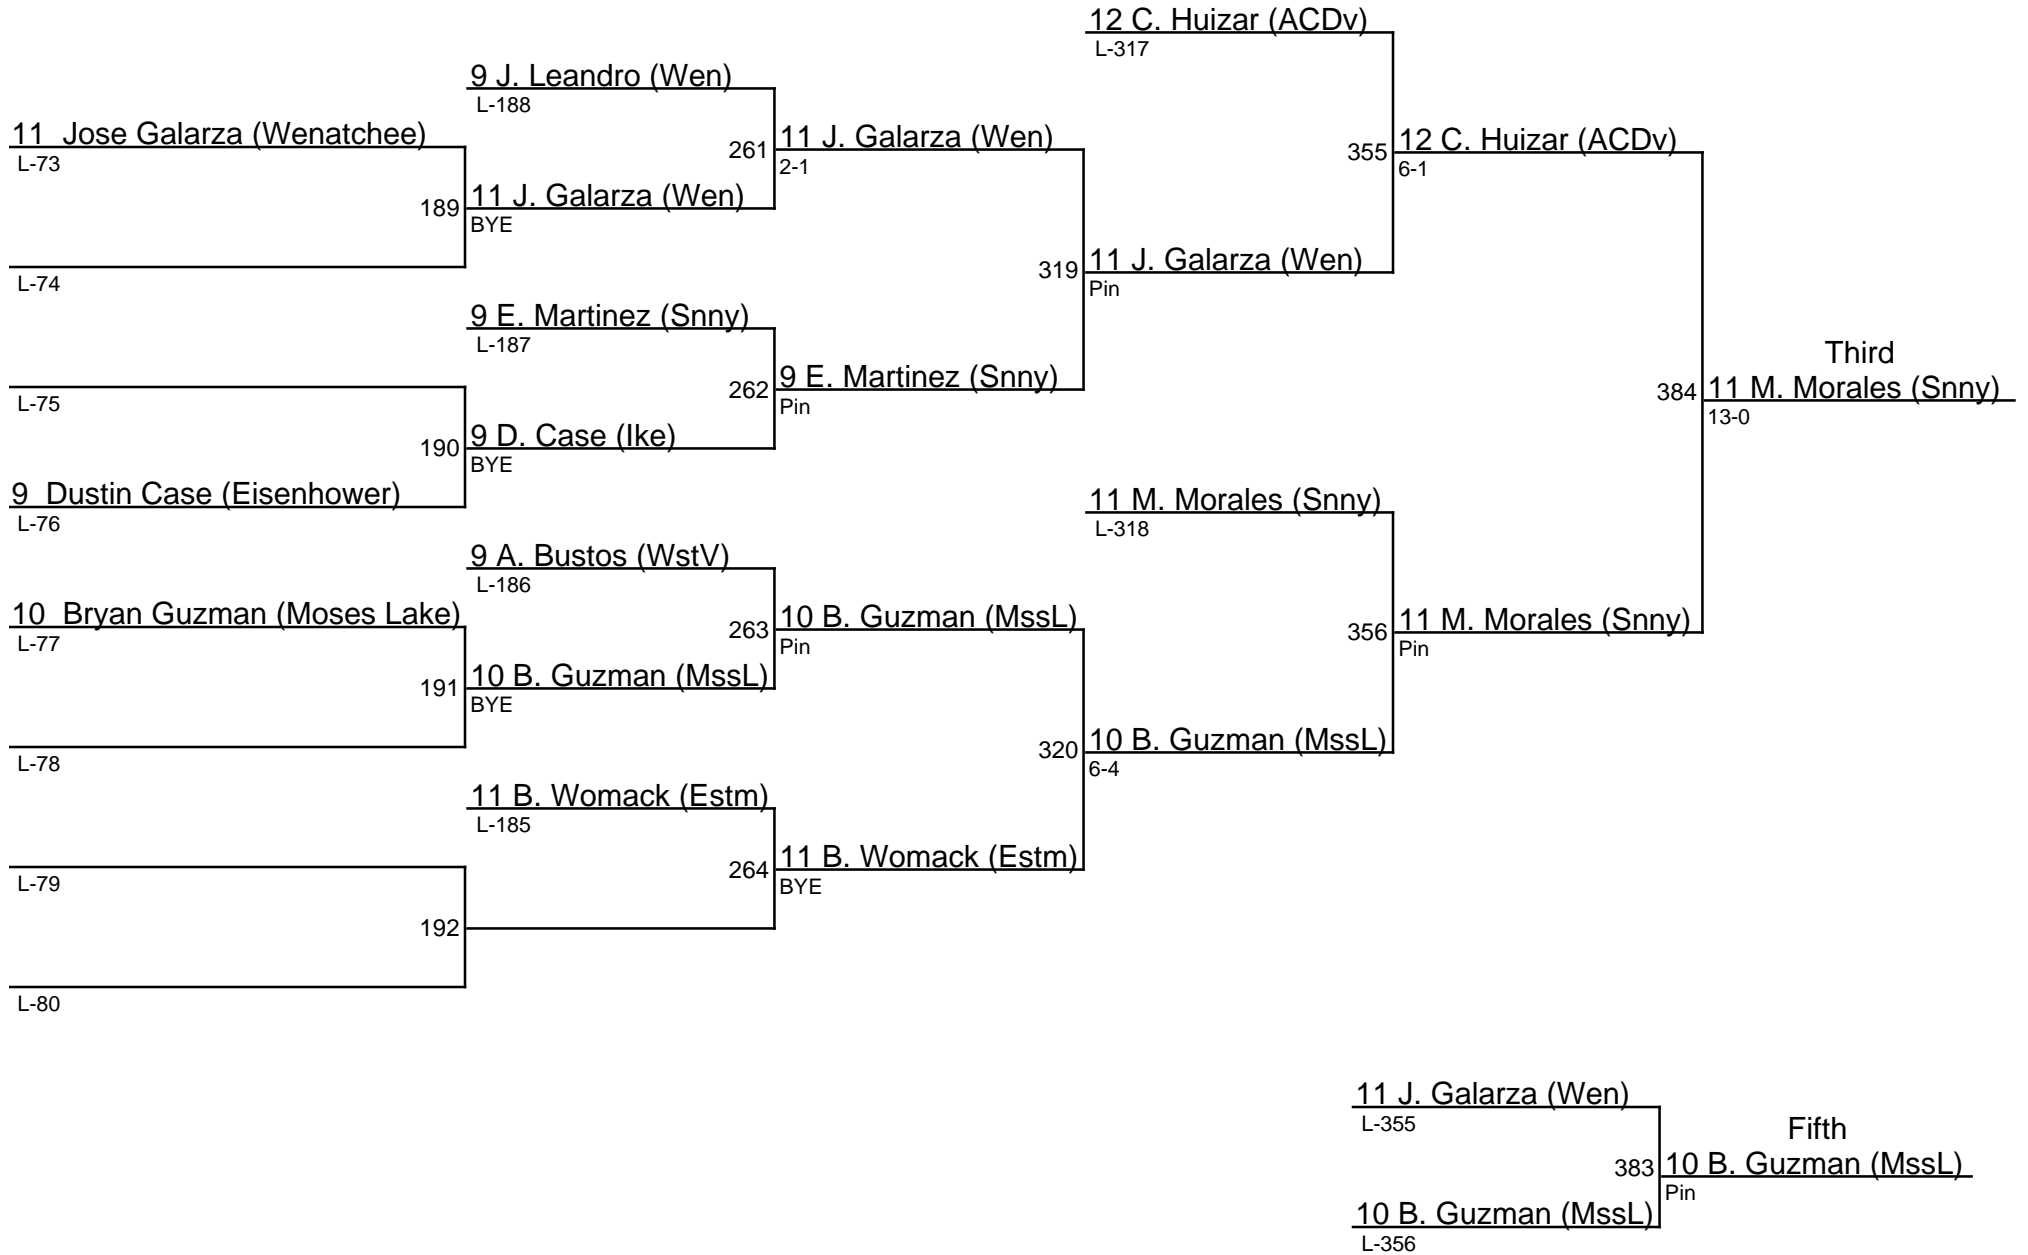 12 C. Huizar (ACDv)
L-317
9 J. Leandro (Wen)
L-188
11 Jose Galarza (Wenatchee)
L-73
261
11 J. Galarza (Wen)
2-1
355
12 C. Huizar (ACDv)
6-1
189
11 J. Galarza (Wen)
BYE
L-74
319
11 J. Galarza (Wen)
Pin
9 E. Martinez (Snny)
L-187
L-75
262
9 E. Martinez (Snny)
Pin
Third
384
11 M. Morales (Snny)
13-0
190
9 D. Case (Ike)
BYE
9 Dustin Case (Eisenhower)
L-76
11 M. Morales (Snny)
L-318
9 A. Bustos (WstV)
L-186
10 Bryan Guzman (Moses Lake)
L-77
263
10 B. Guzman (MssL)
Pin
356
11 M. Morales (Snny)
Pin
191
10 B. Guzman (MssL)
BYE
L-78
320
10 B. Guzman (MssL)
6-4
11 B. Womack (Estm)
L-185
L-79
264
11 B. Womack (Estm)
BYE
192
L-80
11 J. Galarza (Wen)
L-355
Fifth
383
10 B. Guzman (MssL)
Pin
10 B. Guzman (MssL)
L-356